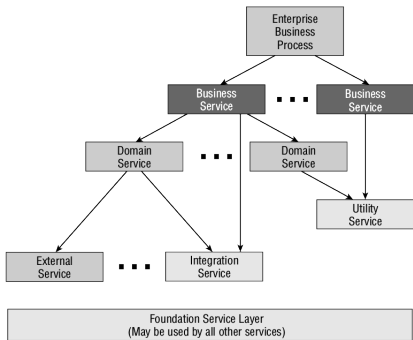 Enterprise
Business
Process
Business
Service
Business
Service
Domain
Service
Domain
Service
Utility
Service
External
Service
Integration
Service
Foundation Service Layer
(May be used by all other services)